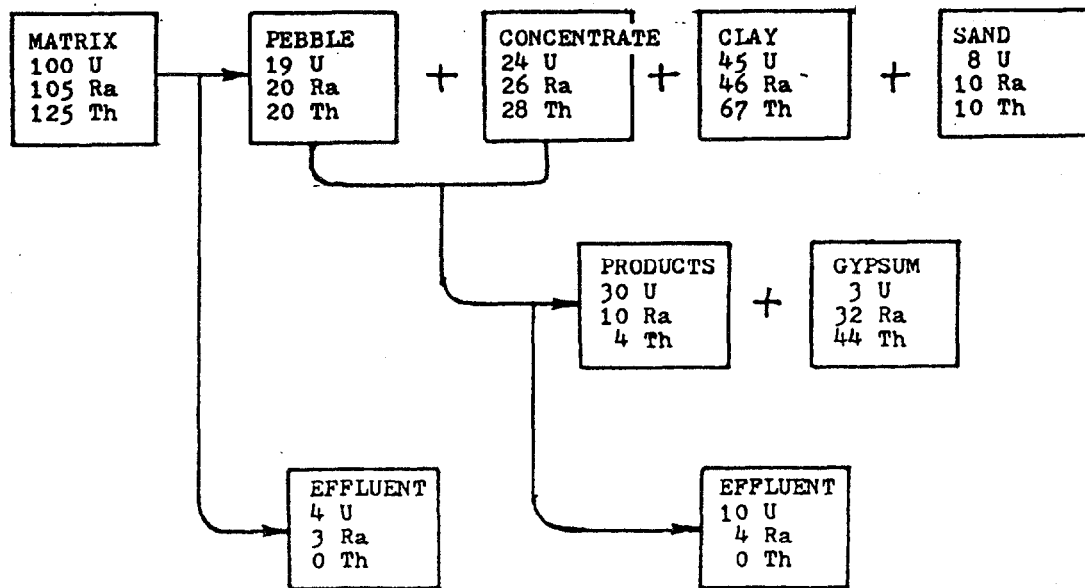 MATRIX
100 U
105 Ra
125 Th
PEBBLE
19 U
20 Ra
20 Th
+
CONCENTRATE
24 U
26 Ra
28 Th
+
CLAY
45 U
46 Ra
67 Th
+
SAND
8 U
10 Ra
10 Th
PRODUCTS
30 U
10 Ra
4 Th
+
GYPSUM
3 U
32 Ra
44 Th
EFFLUENT
4 U
3 Ra
0 Th
EFFLUENT
10 U
4 Ra
0 Th